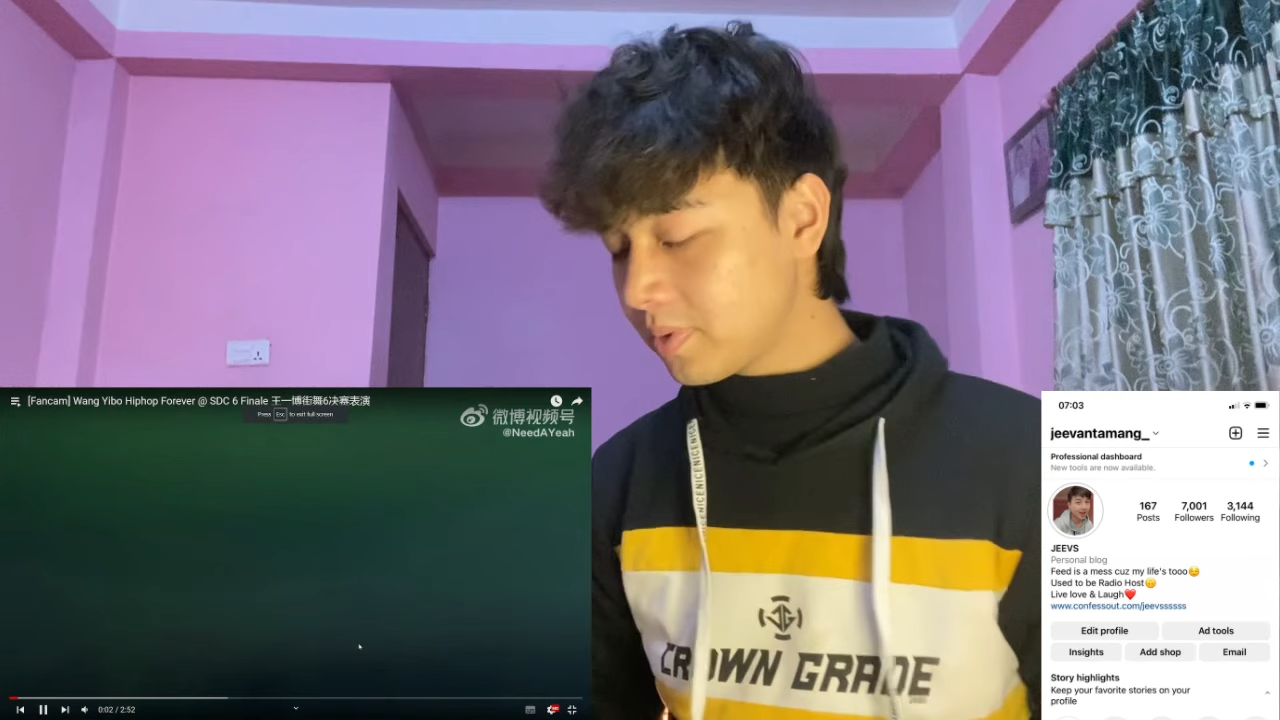 [Fancam] Wang Yibo Hiphop Forever @ SDC 6 Finale 王一博街舞6决赛表演
Press Esc to exit full screen
微博视频号
@NeedAYeah
0:02 / 2:52
NICENICENICENICENICE
CROWN GRADE
07:03
jeevantamang_
Professional dashboard
New tools are now available.
167 7,001 3,144
Posts Followers Following
JEEVS
Personal blog
Feed is a mess cuz my life's tooo😔
Used to be Radio Host🙂
Live love & Laugh❤️
www.confessout.com/jeevssssss
Edit profile Ad tools
Insights Add shop Email
Story highlights
Keep your favorite stories on your
profile